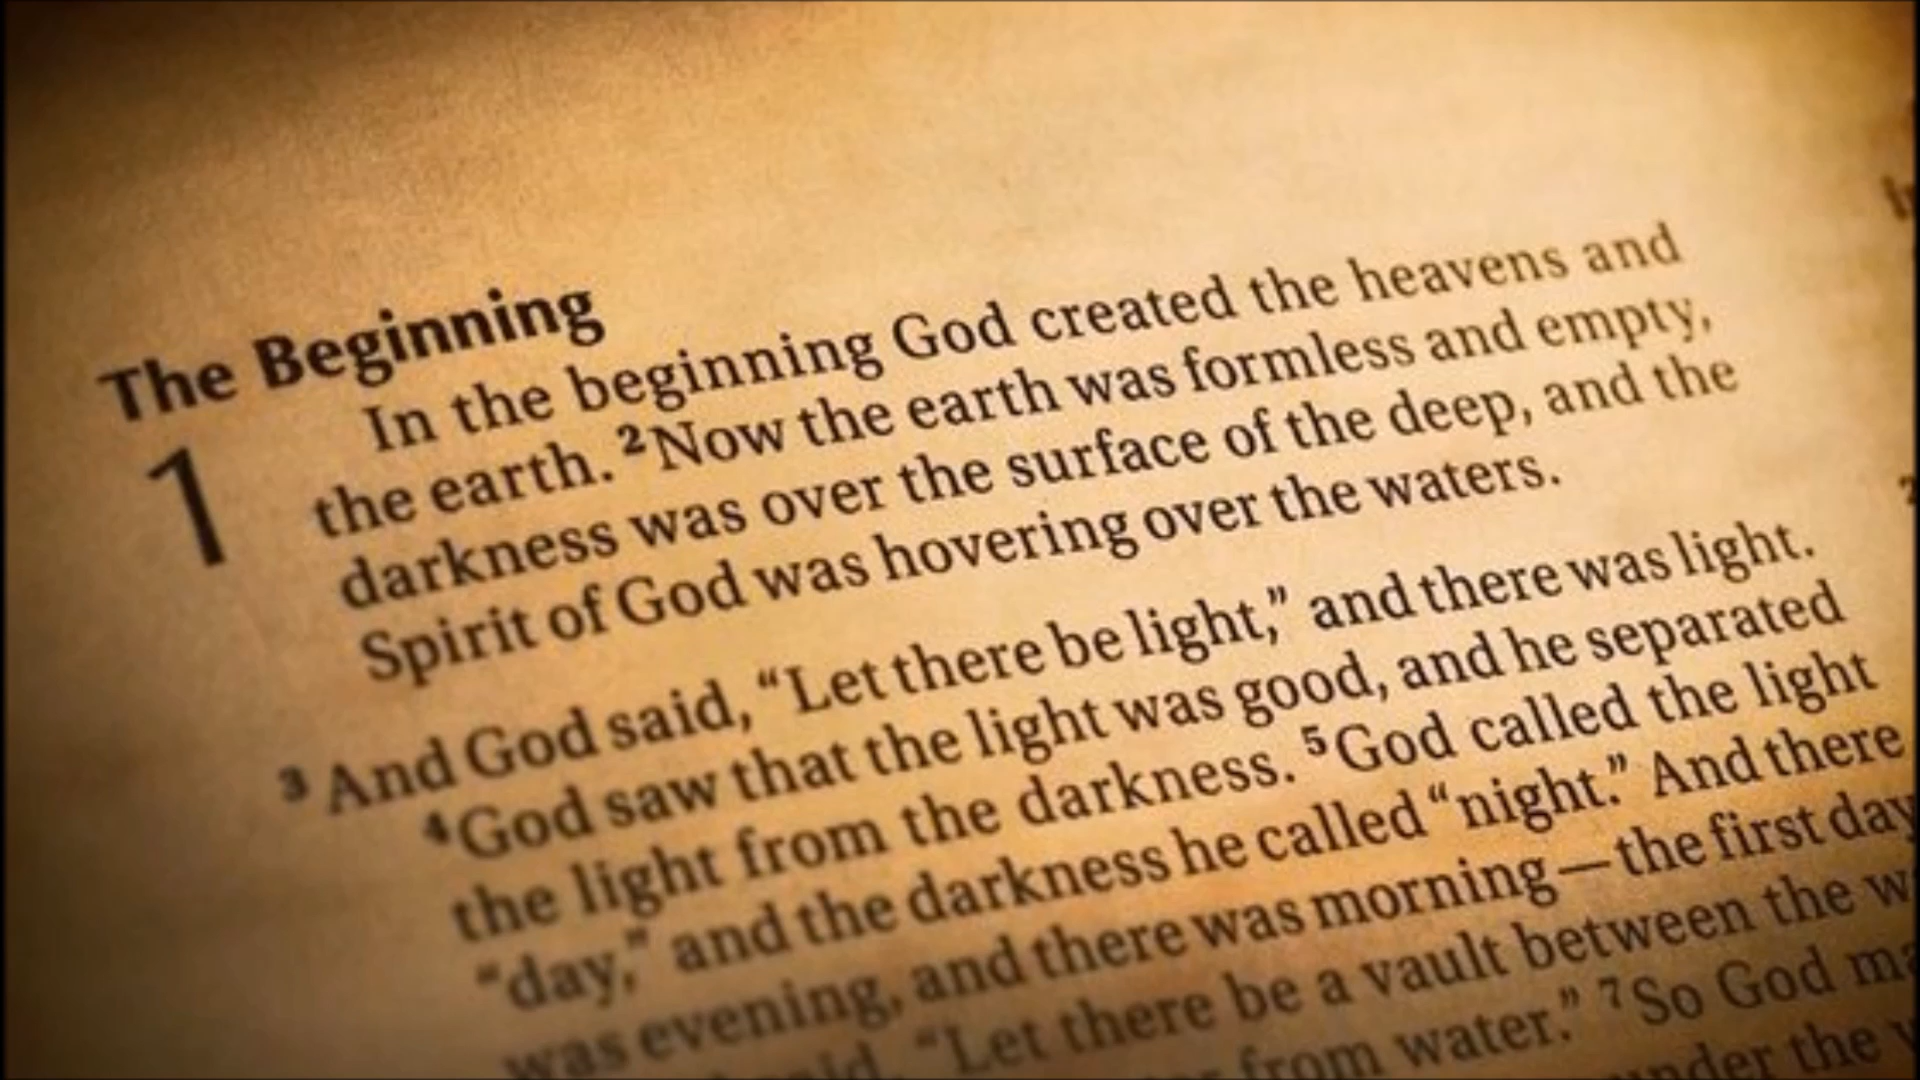 The Beginning
1 In the beginning God created the heavens and
the earth. ²Now the earth was formless and empty,
darkness was over the surface of the deep, and the
Spirit of God was hovering over the waters.
³And God said, “Let there be light,” and there was light.
⁴God saw that the light was good, and he separated
the light from the darkness. ⁵God called the light
“day,” and the darkness he called “night.” And there
was evening, and there was morning—the first day
said, “Let there be a vault between the
from water.” ⁷So God
under the